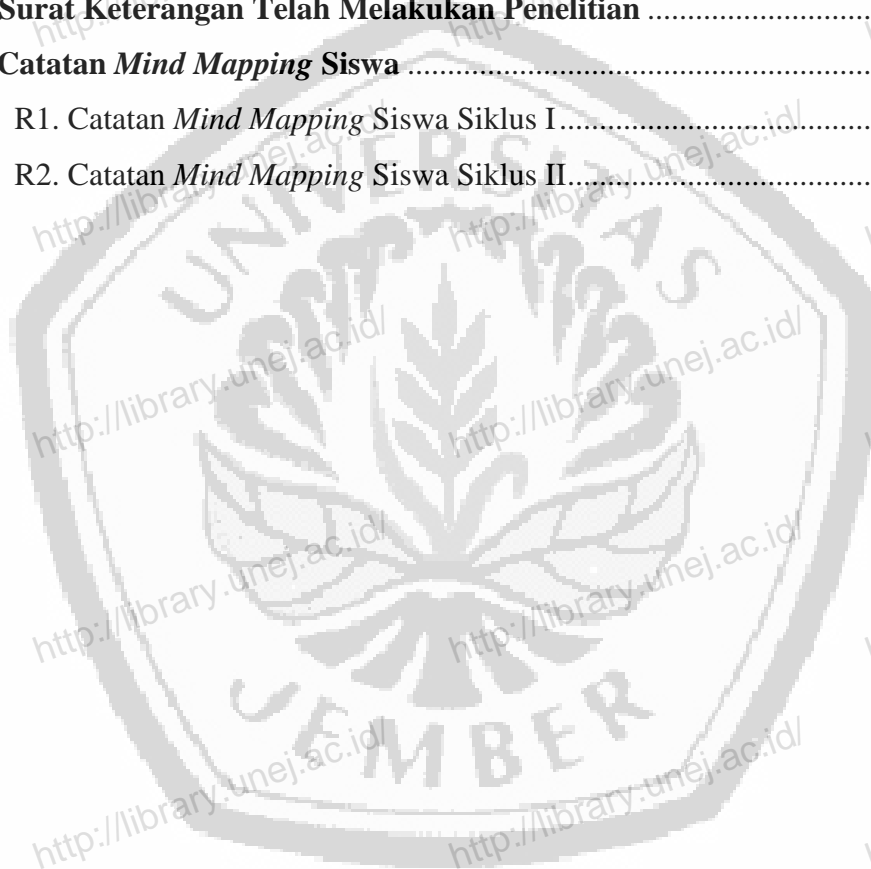 Surat Keterangan Telah Melakukan Penelitian ................................
Catatan Mind Mapping Siswa ................................................................
R1. Catatan Mind Mapping Siswa Siklus I ................................................
R2. Catatan Mind Mapping Siswa Siklus II ................................................
UNIVERSITAS
JEMBER
http://library.unej.ac.id/
http://library.unej.ac.id/
http://library.unej.ac.id/
http://library.unej.ac.id/
http://library.unej.ac.id/
http://library.unej.ac.id/
http://library.unej.ac.id/
http://library.unej.ac.id/